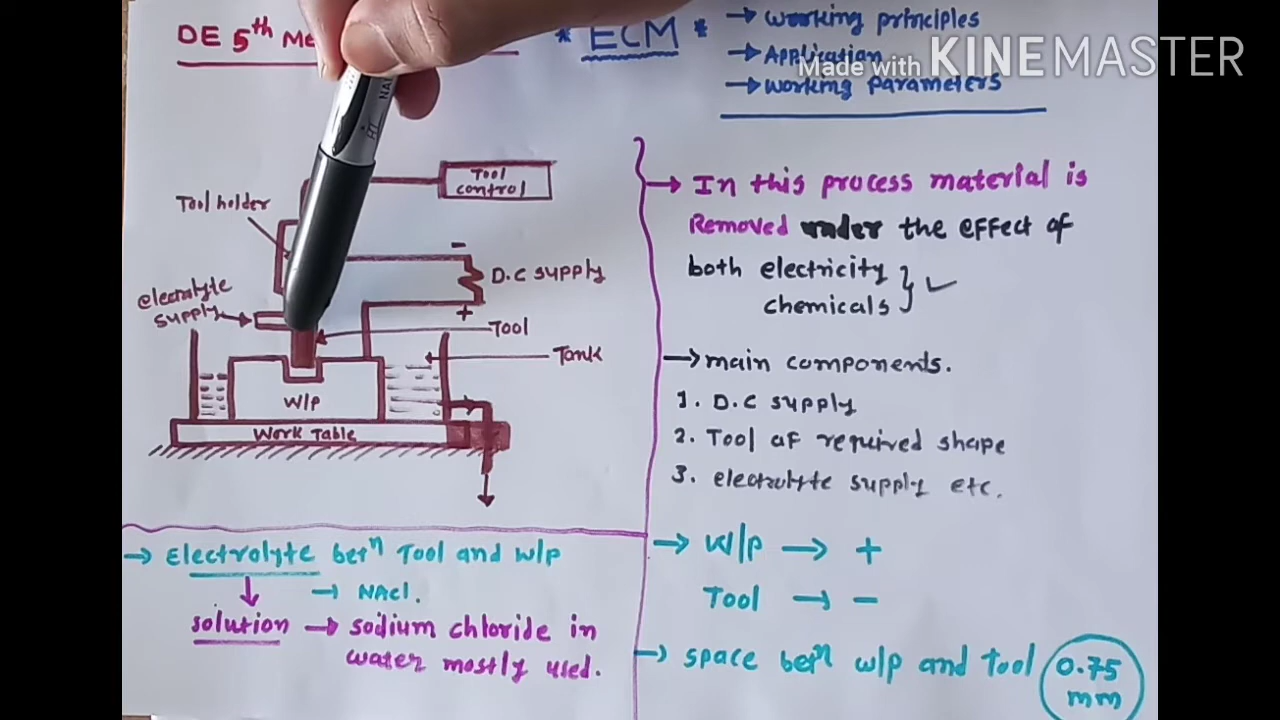 DE 5th Me
* ECM *
→ Working principles
→ Application
→ Working parameters
Made with KINEMASTER
Tool control
Tool holder
-
D.C supply
+
electrolyte supply
Tool
Tank
W/p
Work Table
→ In this process material is
Removed under the effect of
both electricity
chemicals
→ main components.
1. D.C supply
2. Tool of required shape
3. electrolyte supply etc.
→ W/p → +
Tool → -
→ space betn w/p and Tool 0.75 mm
→ Electrolyte betn Tool and w/p
→ NAcl.
solution → sodium chloride in
water mostly used.